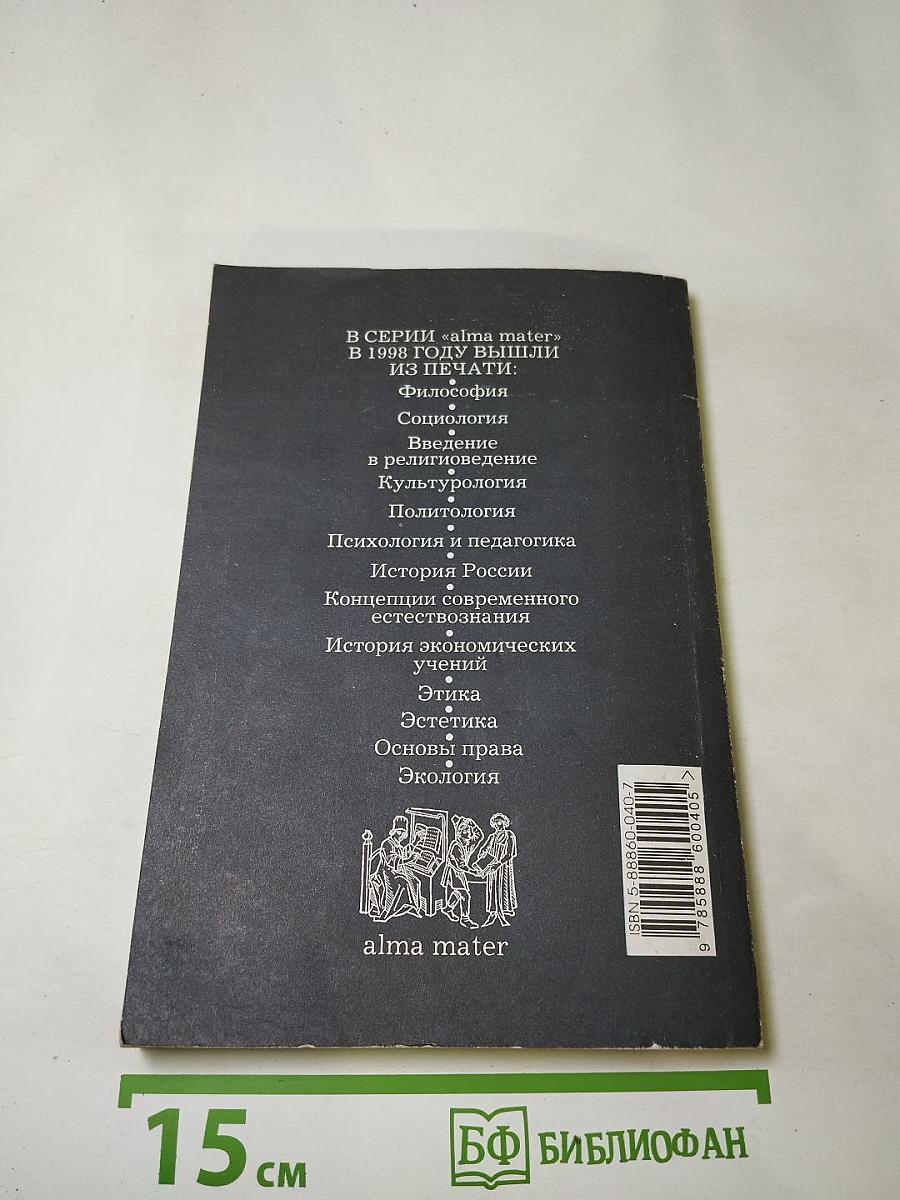 В СЕРИИ «alma mater»
В 1998 ГОДУ ВЫШЛИ
ИЗ ПЕЧАТИ:
Философия
Социология
Введение
в религиоведение
Культурология
Политология
Психология и педагогика
История России
Концепции современного
естествознания
История экономических
учений
Этика
Эстетика
Основы права
Экология
alma mater
ISBN 5-88860-040-7
9 785888 600405 >
15 см
БФ БИБЛИОФАН